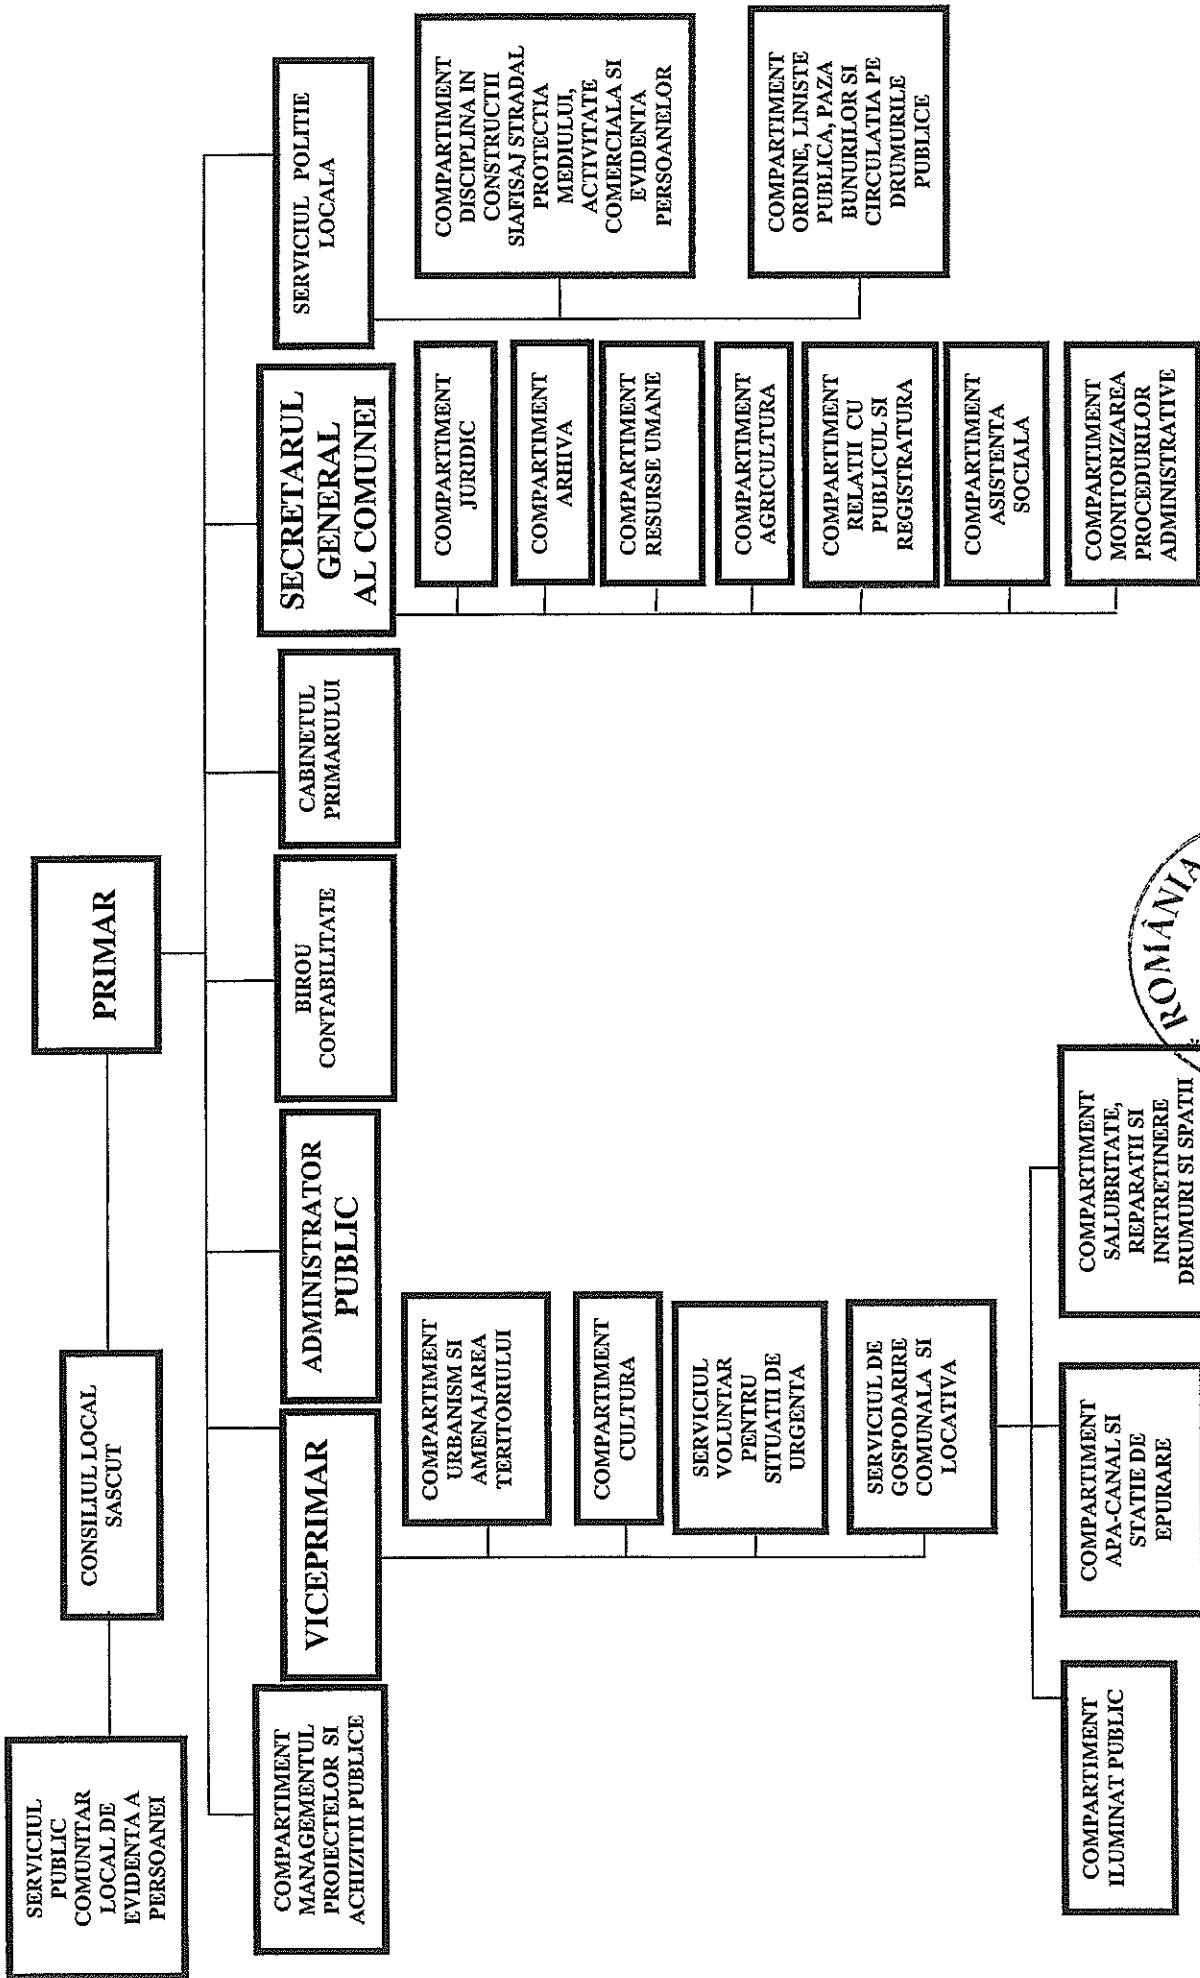 SERVICIUL
PUBLIC
COMUNITAR
LOCAL DE
EVIDENTA A
PERSOANEI
CONSILIUL LOCAL
SASCUT
PRIMAR
COMPARTIMENT
MANAGEMENTUL
PROIECTELOR SI
ACHIZITII PUBLICE
VICEPRIMAR
ADMINISTRATOR
PUBLIC
BIROU
CONTABILITATE
CABINETUL
PRIMARULUI
SECRETARUL
GENERAL
AL COMUNEI
SERVICIUL POLITIE
LOCALA
COMPARTIMENT
URBANISM SI
AMENAJAREA
TERITORIULUI
COMPARTIMENT
CULTURA
SERVICIUL
VOLUNTAR
PENTRU
SITUATII DE
URGENTA
SERVICIUL DE
GOSPODARIRE
COMUNALA SI
LOCATIVA
COMPARTIMENT
ILUMINAT PUBLIC
COMPARTIMENT
APA-CANAL SI
STATIE DE
EPURARE
COMPARTIMENT
SALUBRITATE,
REPARATII SI
INRTRETINERE
DRUMURI SI SPATII
COMPARTIMENT
JURIDIC
COMPARTIMENT
ARHIVA
COMPARTIMENT
RESURSE UMANE
COMPARTIMENT
AGRICULTURA
COMPARTIMENT
RELATII CU
PUBLICUL SI
REGISTRATURA
COMPARTIMENT
ASISTENTA
SOCIALA
COMPARTIMENT
MONITORIZAREA
PROCEDURILOR
ADMINISTRATIVE
COMPARTIMENT
DISCIPLINA IN
CONSTRUCTII
SIAFISAJ STRADAL
PROTECTIA
MEDIULUI,
ACTIVITATE
COMERCIALA SI
EVIDENTA
PERSOANELOR
COMPARTIMENT
ORDINE, LINISTE
PUBLICA, PAZA
BUNURILOR SI
CIRCULATIA PE
DRUMURILE
PUBLICE
* ROMÂNIA